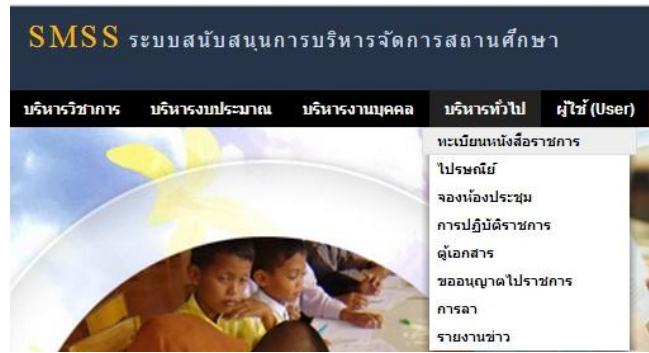 SMSS ระบบสนับสนุนการบริหารจัดการสถานศึกษา
บริหารวิชาการ บริหารงบประมาณ บริหารงานบุคคล บริหารทั่วไป ผู้ใช้ (User)
ทะเบียนหนังสือราชการ
ไปรษณีย์
จองห้องประชุม
การปฏิบัติราชการ
ตู้เอกสาร
ขออนุญาตไปราชการ
การลา
รายงานข่าว